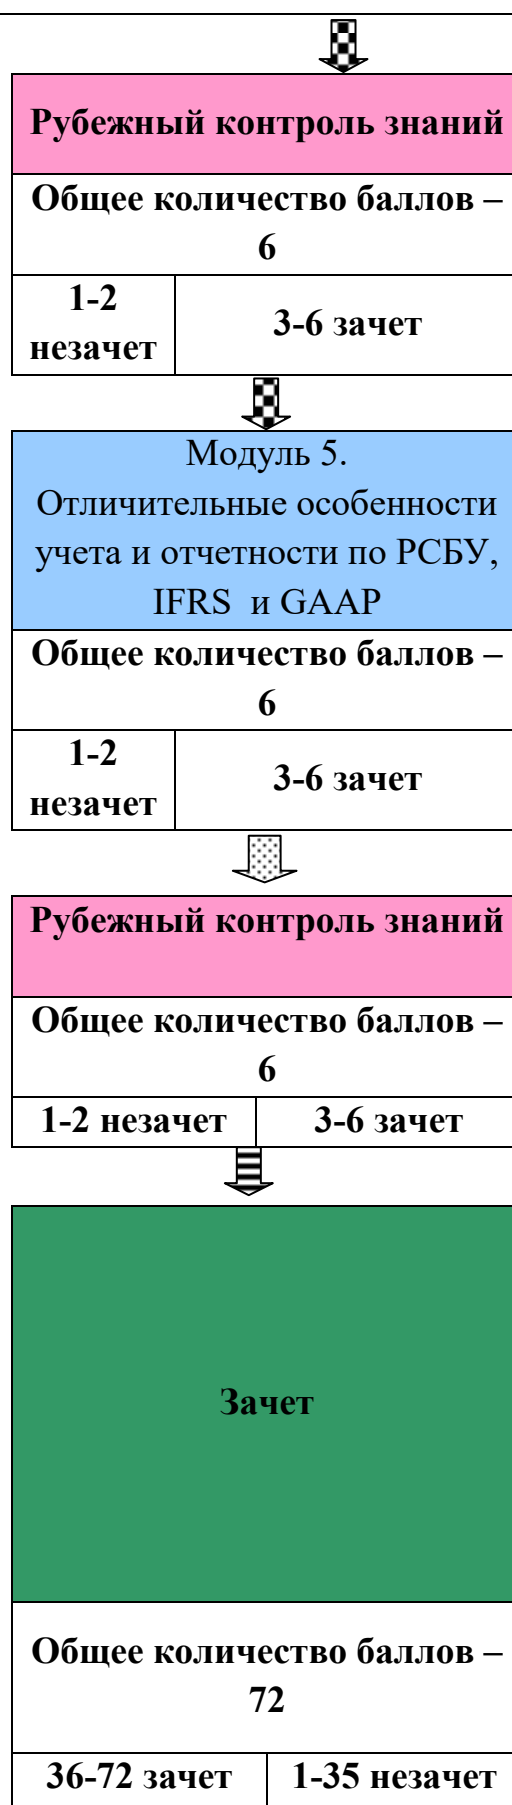 Рубежный контроль знаний
Общее количество баллов –
6
1-2
незачет
3-6 зачет
Модуль 5.
Отличительные особенности
учета и отчетности по РСБУ,
IFRS и GAAP
Общее количество баллов –
6
1-2
незачет
3-6 зачет
Рубежный контроль знаний
Общее количество баллов –
6
1-2 незачет
3-6 зачет
Зачет
Общее количество баллов –
72
36-72 зачет
1-35 незачет